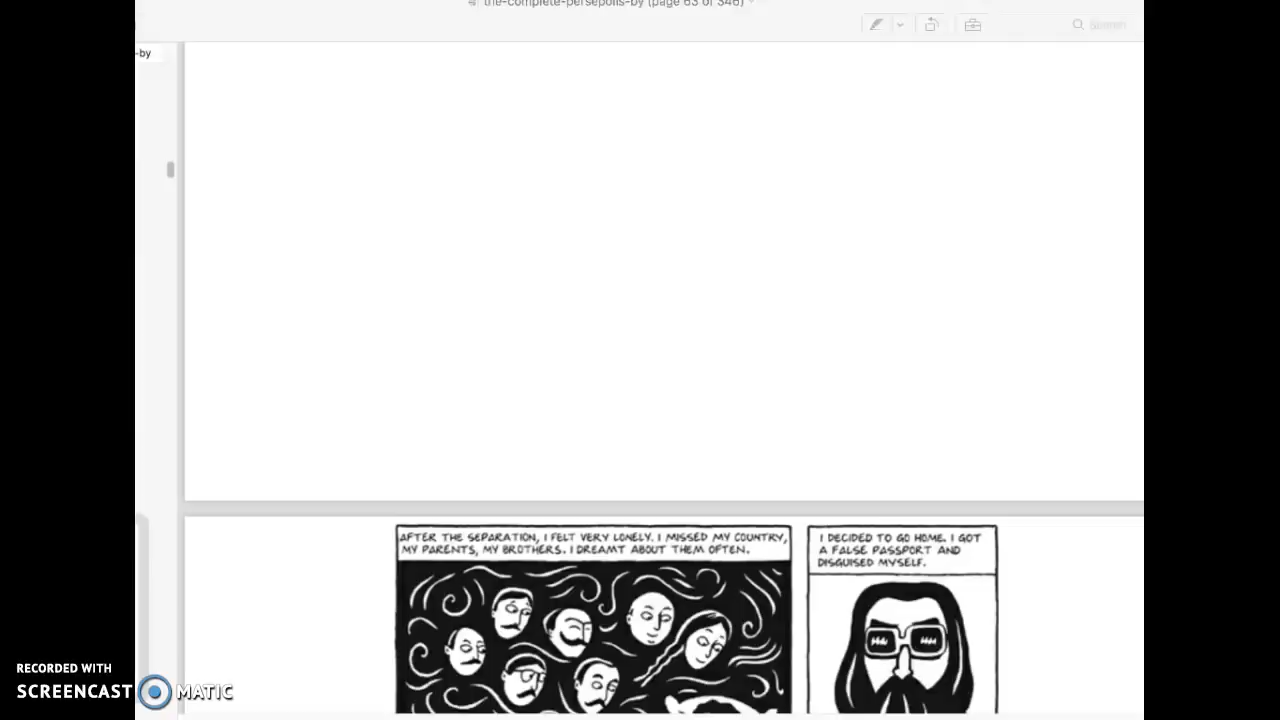 the-complete-persepolis-by (page 63 of 346)
-by
Search
AFTER THE SEPARATION, I FELT VERY LONELY. I MISSED MY COUNTRY,
MY PARENTS, MY BROTHERS. I DREAMT ABOUT THEM OFTEN.
I DECIDED TO GO HOME. I GOT
A FALSE PASSPORT AND
DISGUISED MYSELF.
RECORDED WITH
SCREENCAST MATIC